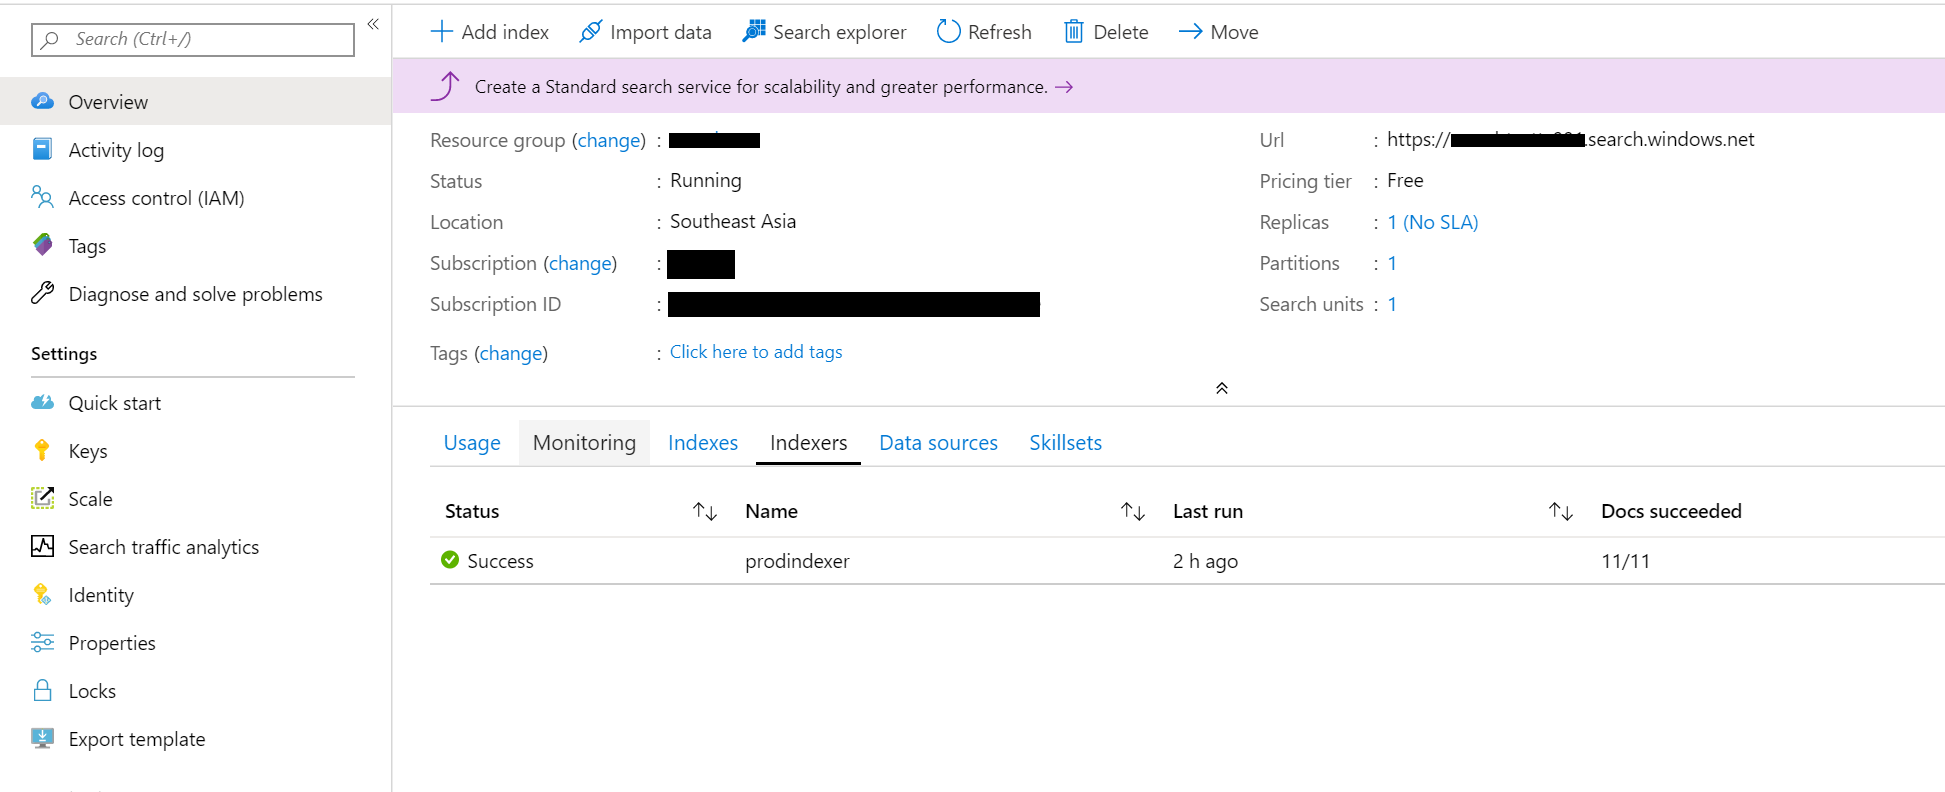 Search (Ctrl+/)
«
Overview
Activity log
Access control (IAM)
Tags
Diagnose and solve problems
Settings
Quick start
Keys
Scale
Search traffic analytics
Identity
Properties
Locks
Export template
Add index
Import data
Search explorer
Refresh
Delete
Move
Create a Standard search service for scalability and greater performance. →
Resource group (change) :
Status : Running
Location : Southeast Asia
Subscription (change) :
Subscription ID :
Tags (change) : Click here to add tags
Url : https:// .search.windows.net
Pricing tier : Free
Replicas : 1 (No SLA)
Partitions : 1
Search units : 1
Usage Monitoring Indexes Indexers Data sources Skillsets
Status Name Last run Docs succeeded
Success prodindexer 2 h ago 11/11